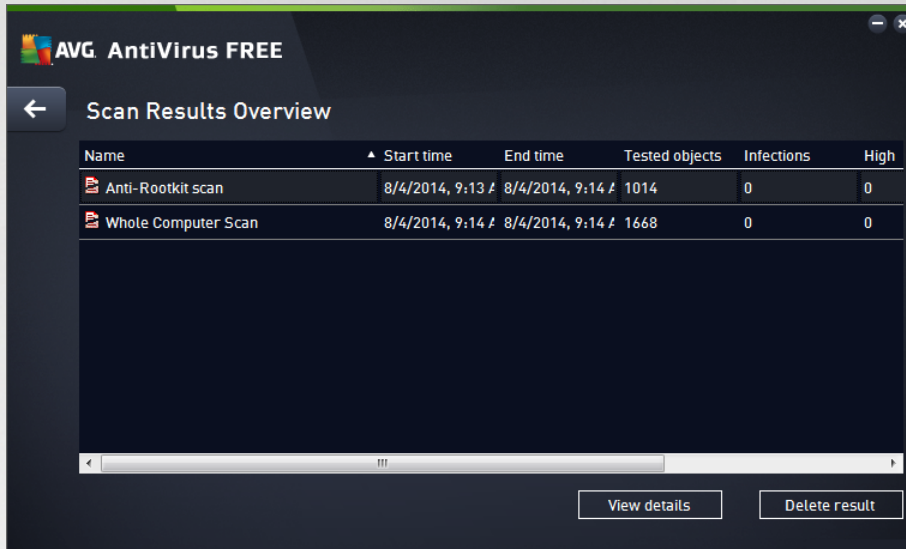 AVG AntiVirus FREE
Scan Results Overview
Name Start time End time Tested objects Infections High
Anti-Rootkit scan 8/4/2014, 9:13 A 8/4/2014, 9:14 A 1014 0 0
Whole Computer Scan 8/4/2014, 9:14 A 8/4/2014, 9:14 A 1668 0 0
View details Delete result